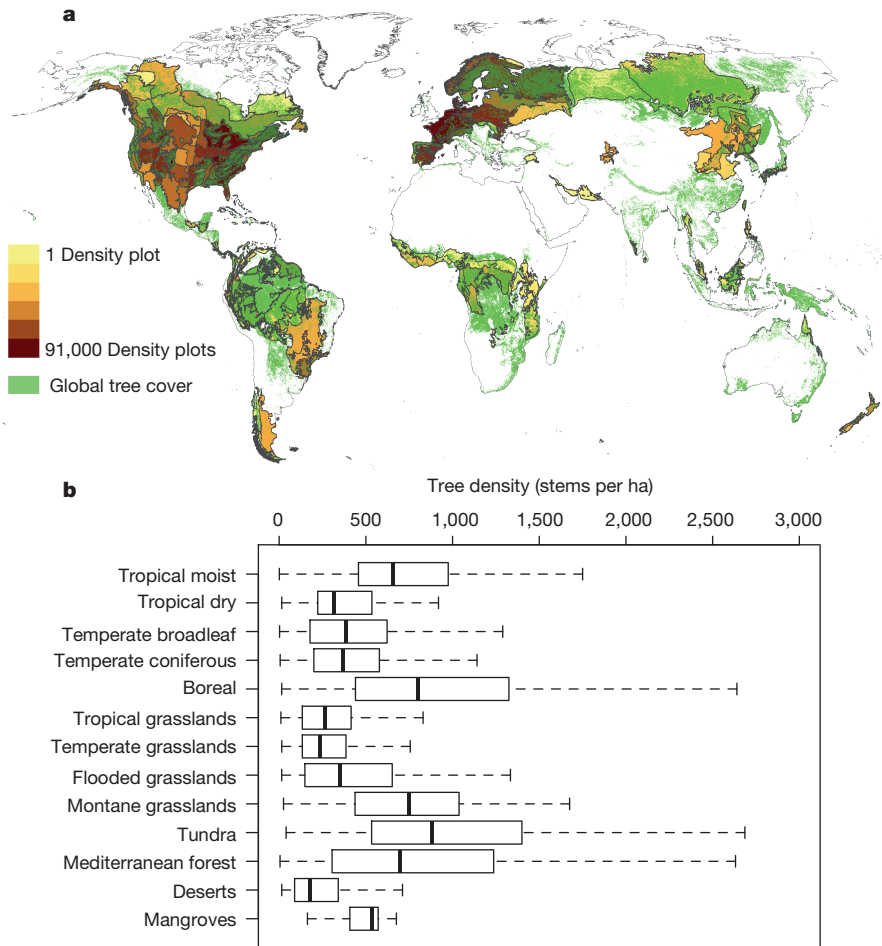 a
1 Density plot
91,000 Density plots
Global tree cover
b
Tree density (stems per ha)
0 500 1,000 1,500 2,000 2,500 3,000
Tropical moist
Tropical dry
Temperate broadleaf
Temperate coniferous
Boreal
Tropical grasslands
Temperate grasslands
Flooded grasslands
Montane grasslands
Tundra
Mediterranean forest
Deserts
Mangroves